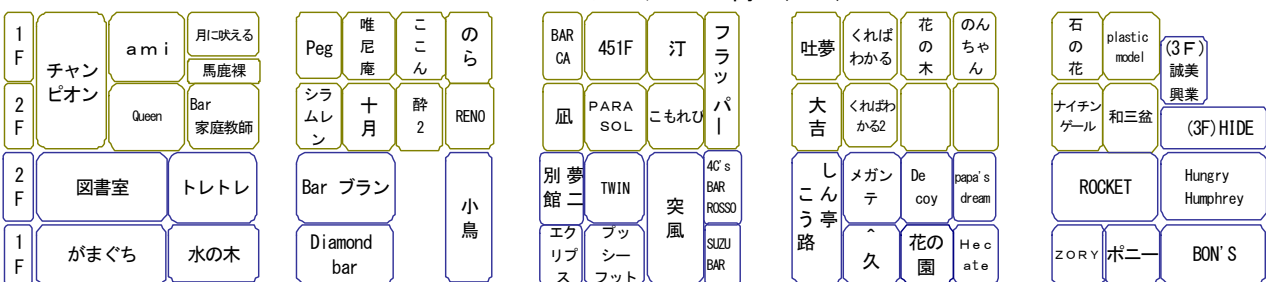 1F
チャンピオン
ami
月に吠える
馬鹿裸
2F
Queen
Bar
家庭教師
2F
図書室
トレトレ
1F
がまぐち
水の木
Peg
唯尼庵
ここん
のら
シラムレン
十月
酔2
RENO
Bar ブラン
小鳥
Diamond
bar
BAR
CA
451F
汀
フラッパー
凪
PARA
SOL
こもれび
夢二
別館
TWIN
突風
4C's
BAR
ROSSO
エクリプス
プッシーフット
SUZU
BAR
吐夢
くれば
わかる
花の木
のんちゃん
大吉
くればわ
かる2
しん亭
こう路
メガンテ
De
coy
papa's
dream
久
花の園
Hec
ate
石の花
plastic
model
(3F)
誠美
興業
ナイチン
ゲール
和三盆
(3F)HIDE
ROCKET
Hungry
Humphrey
ZORY
ポニー
BON'S